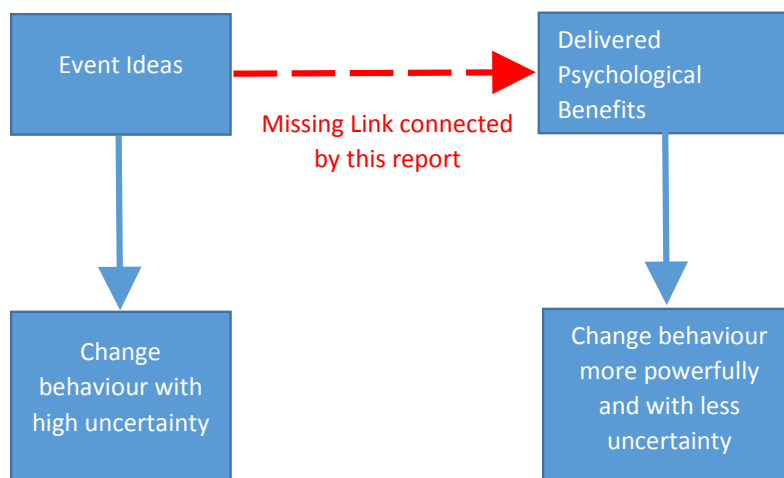 Event Ideas
Delivered
Psychological
Benefits
Missing Link connected
by this report
Change
behaviour with
high uncertainty
Change behaviour
more powerfully
and with less
uncertainty